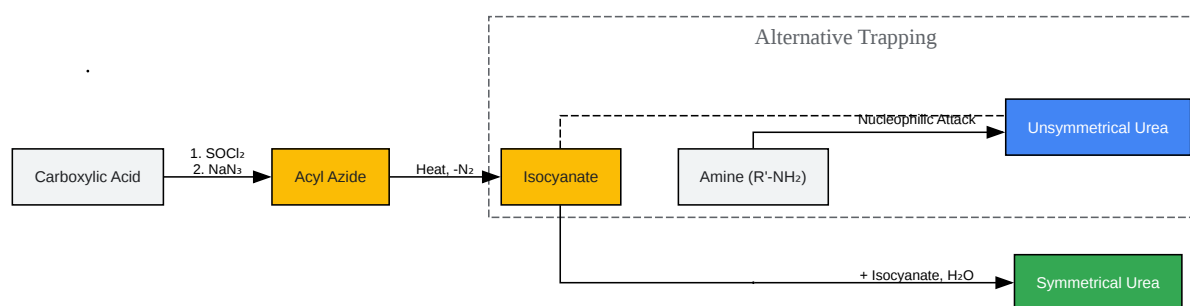 Alternative Trapping
Nucleophilic Attack
Unsymmetrical Urea
Carboxylic Acid
1. SOCl₂
2. NaN₃
Acyl Azide
Heat, -N₂
Isocyanate
Amine (R'-NH₂)
+ Isocyanate, H₂O
Symmetrical Urea